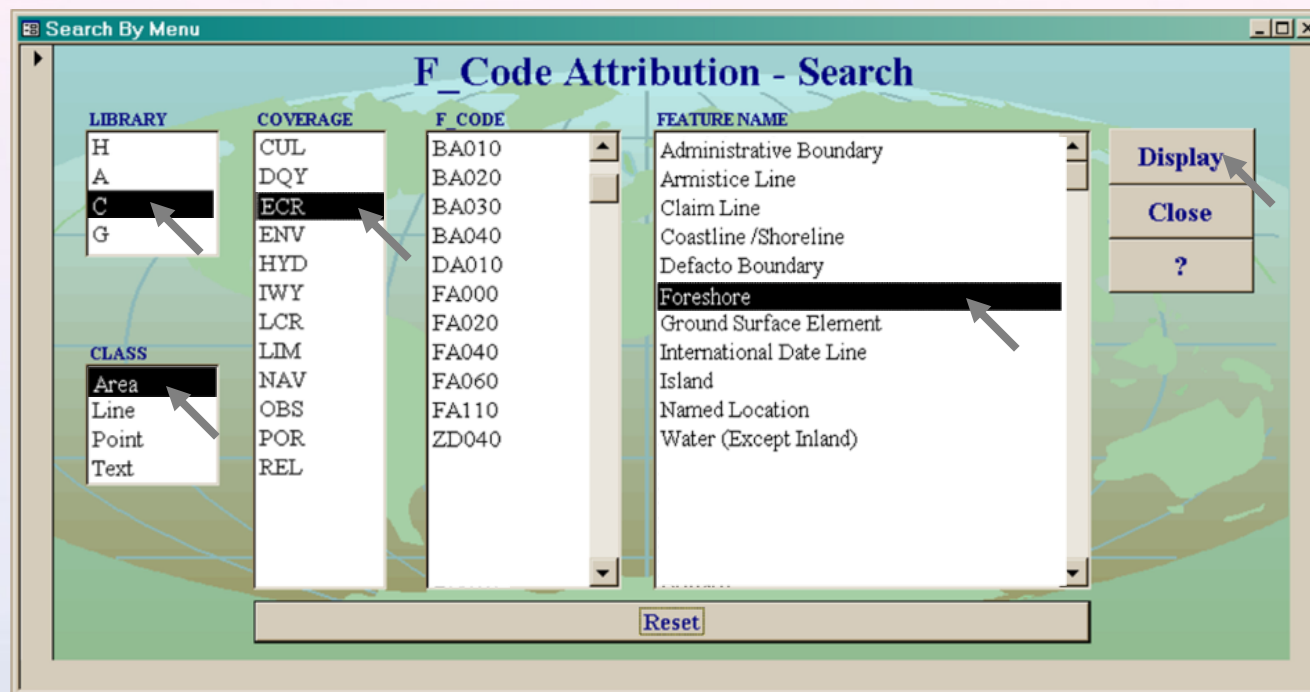 Search By Menu
F_Code Attribution - Search
LIBRARY
H
A
C
G
CLASS
Area
Line
Point
Text
COVERAGE
CUL
DQY
ECR
ENV
HYD
IWY
LCR
LIM
NAV
OBS
POR
REL
F_CODE
BA010
BA020
BA030
BA040
DA010
FA000
FA020
FA040
FA060
FA110
ZD040
FEATURE NAME
Administrative Boundary
Armistice Line
Claim Line
Coastline /Shoreline
Defacto Boundary
Foreshore
Ground Surface Element
International Date Line
Island
Named Location
Water (Except Inland)
Display
Close
?
Reset